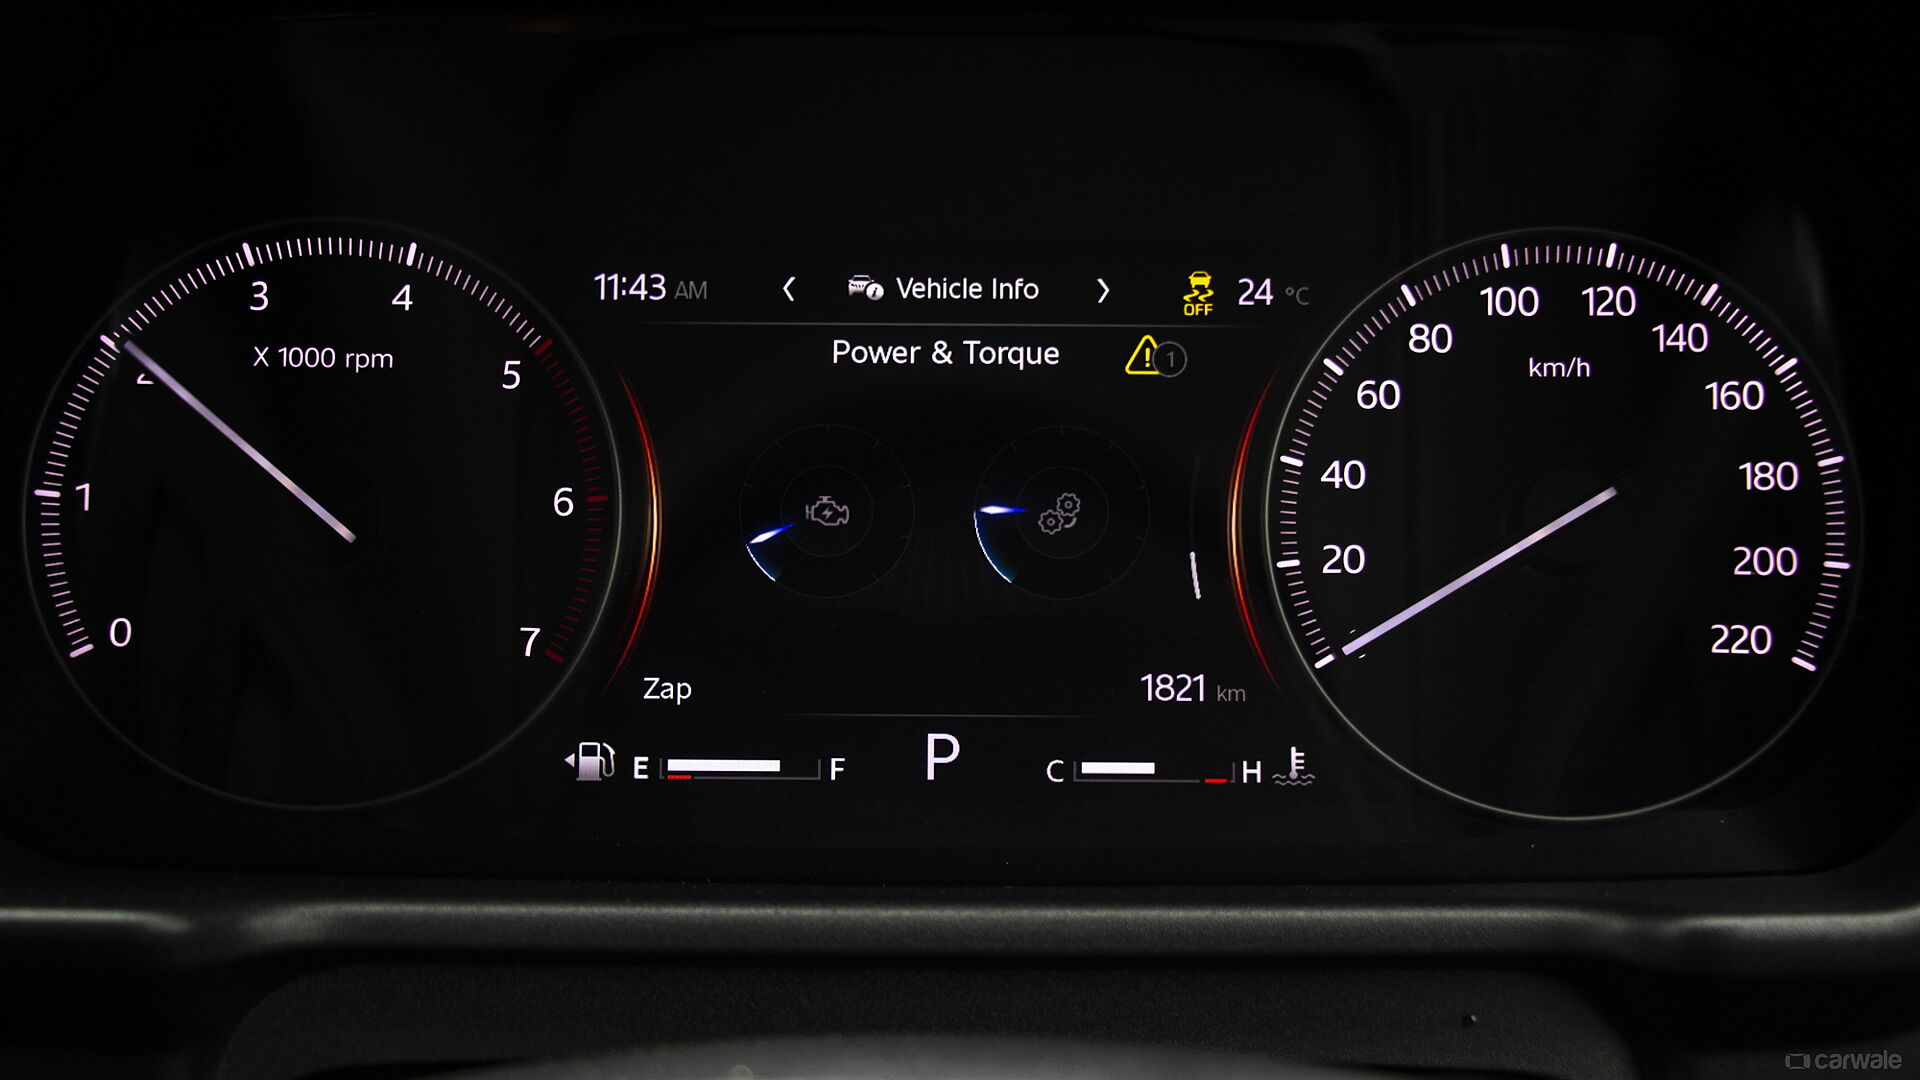 11:43 AM
Vehicle Info
OFF
24 °C
Power & Torque
1
0
1
2
3
4
5
6
7
X 1000 rpm
20
40
60
80
100
120
140
160
180
200
220
km/h
Zap
1821 km
E
F
P
C
H
carwale